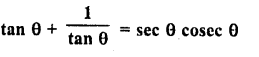 tan θ + 1/tan θ = sec θ cosec θ